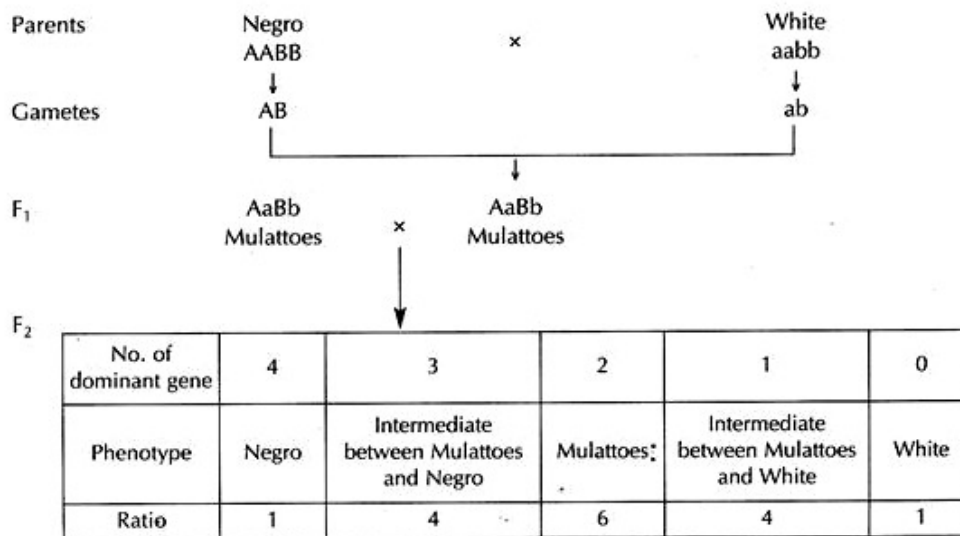 Parents Negro × White
AABB aabb
Gametes AB ab
F₁ AaBb × AaBb
Mulattoes Mulattoes
F₂
No. of dominant gene 4 3 2 1 0
Phenotype Negro Intermediate between Mulattoes and Negro Mulattoes: Intermediate between Mulattoes and White White
Ratio 1 4 6 4 1